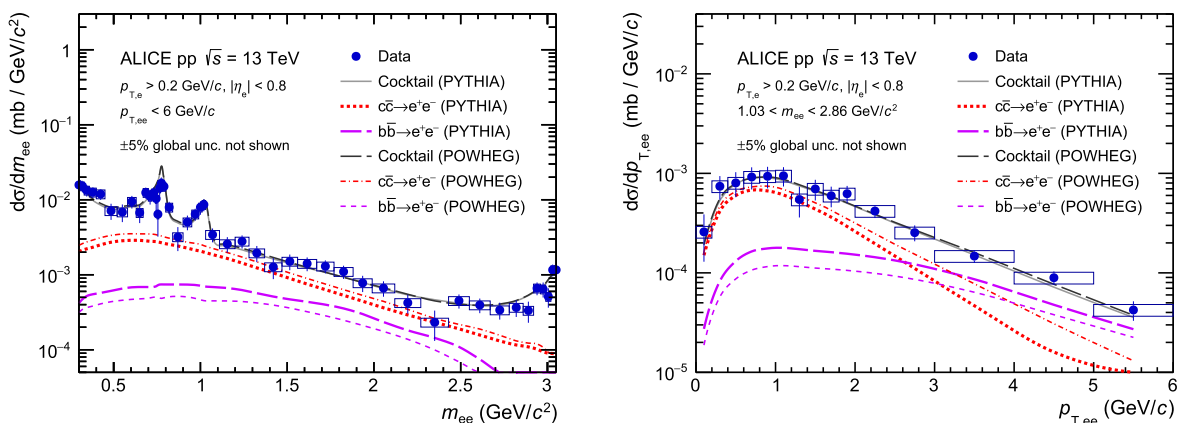 ALICE pp √s = 13 TeV
p_T,e > 0.2 GeV/c, |η_e| < 0.8
p_T,ee < 6 GeV/c
±5% global unc. not shown
Data
Cocktail (PYTHIA)
cc̅→e⁺e⁻ (PYTHIA)
bb̅→e⁺e⁻ (PYTHIA)
Cocktail (POWHEG)
cc̅→e⁺e⁻ (POWHEG)
bb̅→e⁺e⁻ (POWHEG)
dσ/dm_ee (mb / GeV/c²)
1
10⁻¹
10⁻²
10⁻³
10⁻⁴
0.5 1 1.5 2 2.5 3
m_ee (GeV/c²)
ALICE pp √s = 13 TeV
p_T,e > 0.2 GeV/c, |η_e| < 0.8
1.03 < m_ee < 2.86 GeV/c²
±5% global unc. not shown
Data
Cocktail (PYTHIA)
cc̅→e⁺e⁻ (PYTHIA)
bb̅→e⁺e⁻ (PYTHIA)
Cocktail (POWHEG)
cc̅→e⁺e⁻ (POWHEG)
bb̅→e⁺e⁻ (POWHEG)
dσ/dp_T,ee (mb / GeV/c)
10⁻²
10⁻³
10⁻⁴
10⁻⁵
0 1 2 3 4 5 6
p_T,ee (GeV/c)